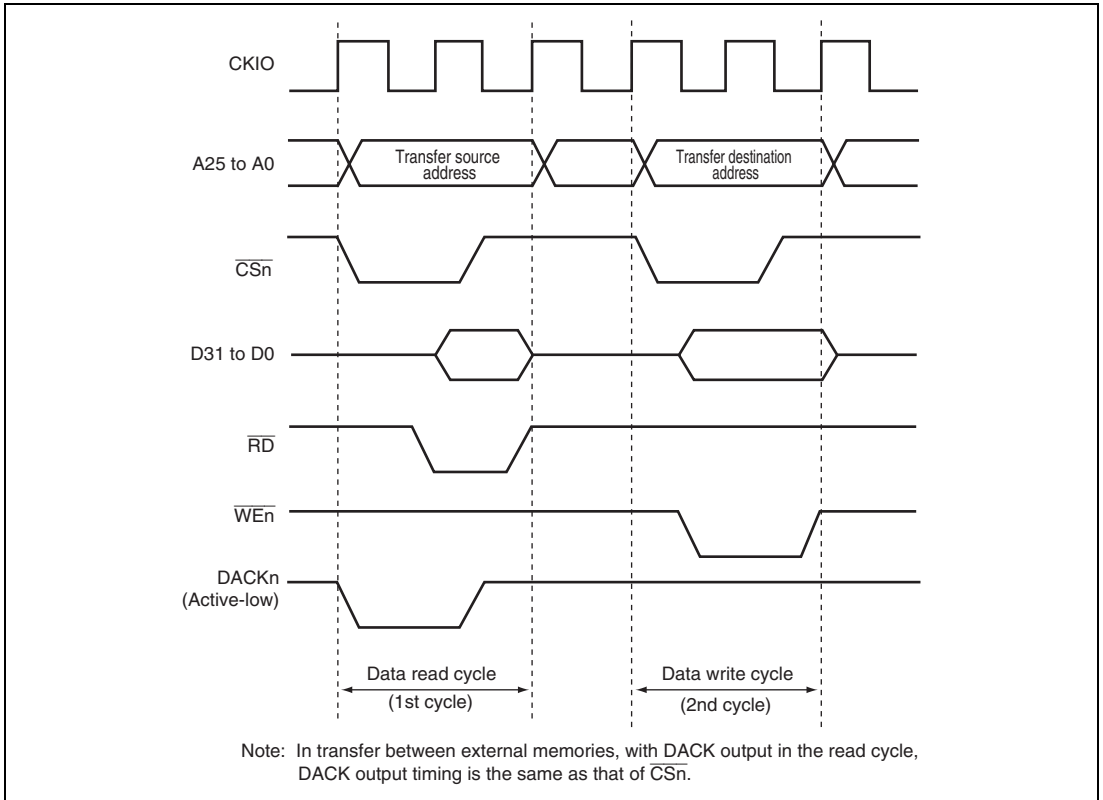 CKIO
A25 to A0
Transfer source
address
Transfer destination
address
CSn
D31 to D0
RD
WEn
DACKn
(Active-low)
Data read cycle
(1st cycle)
Data write cycle
(2nd cycle)
Note: In transfer between external memories, with DACK output in the read cycle,
DACK output timing is the same as that of CSn.